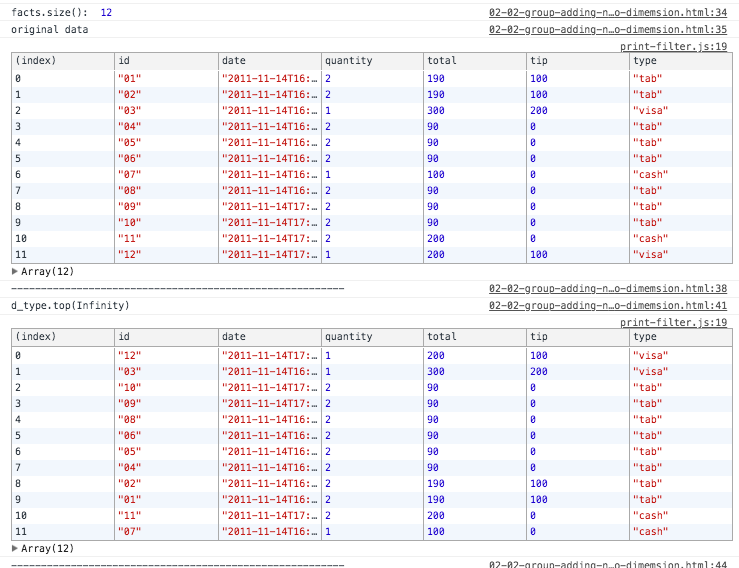 facts.size():  12 02-02-group-adding-n…o-dimemsion.html:34
original data 02-02-group-adding-n…o-dimemsion.html:35
print-filter.js:19
(index) id date quantity total tip type
0 "01" "2011-11-14T16:… 2 190 100 "tab"
1 "02" "2011-11-14T16:… 2 190 100 "tab"
2 "03" "2011-11-14T16:… 1 300 200 "visa"
3 "04" "2011-11-14T16:… 2 90 0 "tab"
4 "05" "2011-11-14T16:… 2 90 0 "tab"
5 "06" "2011-11-14T16:… 2 90 0 "tab"
6 "07" "2011-11-14T16:… 1 100 0 "cash"
7 "08" "2011-11-14T16:… 2 90 0 "tab"
8 "09" "2011-11-14T17:… 2 90 0 "tab"
9 "10" "2011-11-14T17:… 2 90 0 "tab"
10 "11" "2011-11-14T17:… 2 200 0 "cash"
11 "12" "2011-11-14T17:… 1 200 100 "visa"
Array(12)
-------------------------------------------------------- 02-02-group-adding-n…o-dimemsion.html:38
d_type.top(Infinity) 02-02-group-adding-n…o-dimemsion.html:41
print-filter.js:19
(index) id date quantity total tip type
0 "12" "2011-11-14T17:… 1 200 100 "visa"
1 "03" "2011-11-14T16:… 1 300 200 "visa"
2 "10" "2011-11-14T17:… 2 90 0 "tab"
3 "09" "2011-11-14T17:… 2 90 0 "tab"
4 "08" "2011-11-14T16:… 2 90 0 "tab"
5 "06" "2011-11-14T16:… 2 90 0 "tab"
6 "05" "2011-11-14T16:… 2 90 0 "tab"
7 "04" "2011-11-14T16:… 2 90 0 "tab"
8 "02" "2011-11-14T16:… 2 190 100 "tab"
9 "01" "2011-11-14T16:… 2 190 100 "tab"
10 "11" "2011-11-14T17:… 2 200 0 "cash"
11 "07" "2011-11-14T16:… 1 100 0 "cash"
Array(12)
-------------------------------------------------------- 02-02-group-adding-n…o-dimemsion.html:44